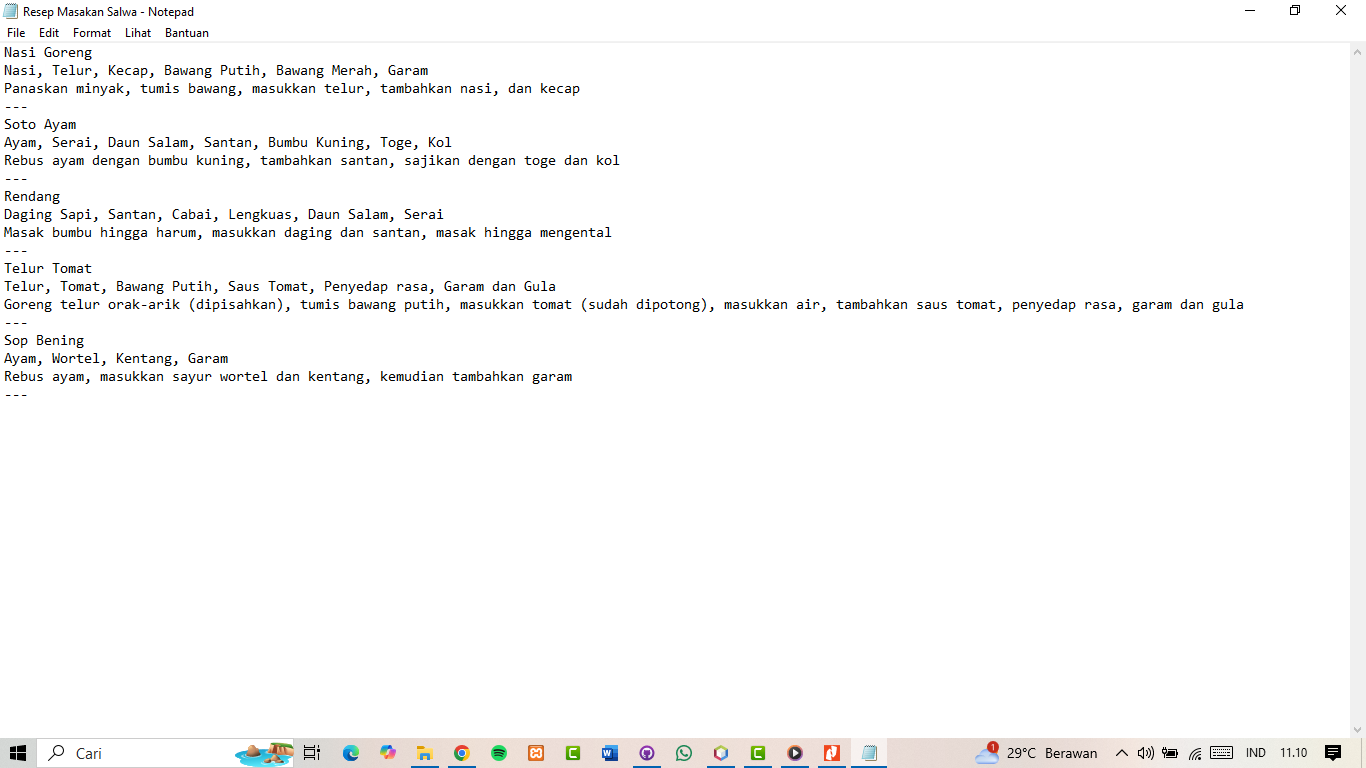 Resep Masakan Salwa - Notepad
File Edit Format Lihat Bantuan
Nasi Goreng
Nasi, Telur, Kecap, Bawang Putih, Bawang Merah, Garam
Panaskan minyak, tumis bawang, masukkan telur, tambahkan nasi, dan kecap
---
Soto Ayam
Ayam, Serai, Daun Salam, Santan, Bumbu Kuning, Toge, Kol
Rebus ayam dengan bumbu kuning, tambahkan santan, sajikan dengan toge dan kol
---
Rendang
Daging Sapi, Santan, Cabai, Lengkuas, Daun Salam, Serai
Masak bumbu hingga harum, masukkan daging dan santan, masak hingga mengental
---
Telur Tomat
Telur, Tomat, Bawang Putih, Saus Tomat, Penyedap rasa, Garam dan Gula
Goreng telur orak-arik (dipisahkan), tumis bawang putih, masukkan tomat (sudah dipotong), masukkan air, tambahkan saus tomat, penyedap rasa, garam dan gula
---
Sop Bening
Ayam, Wortel, Kentang, Garam
Rebus ayam, masukkan sayur wortel dan kentang, kemudian tambahkan garam
---
Cari 1 29°C Berawan IND 11.10